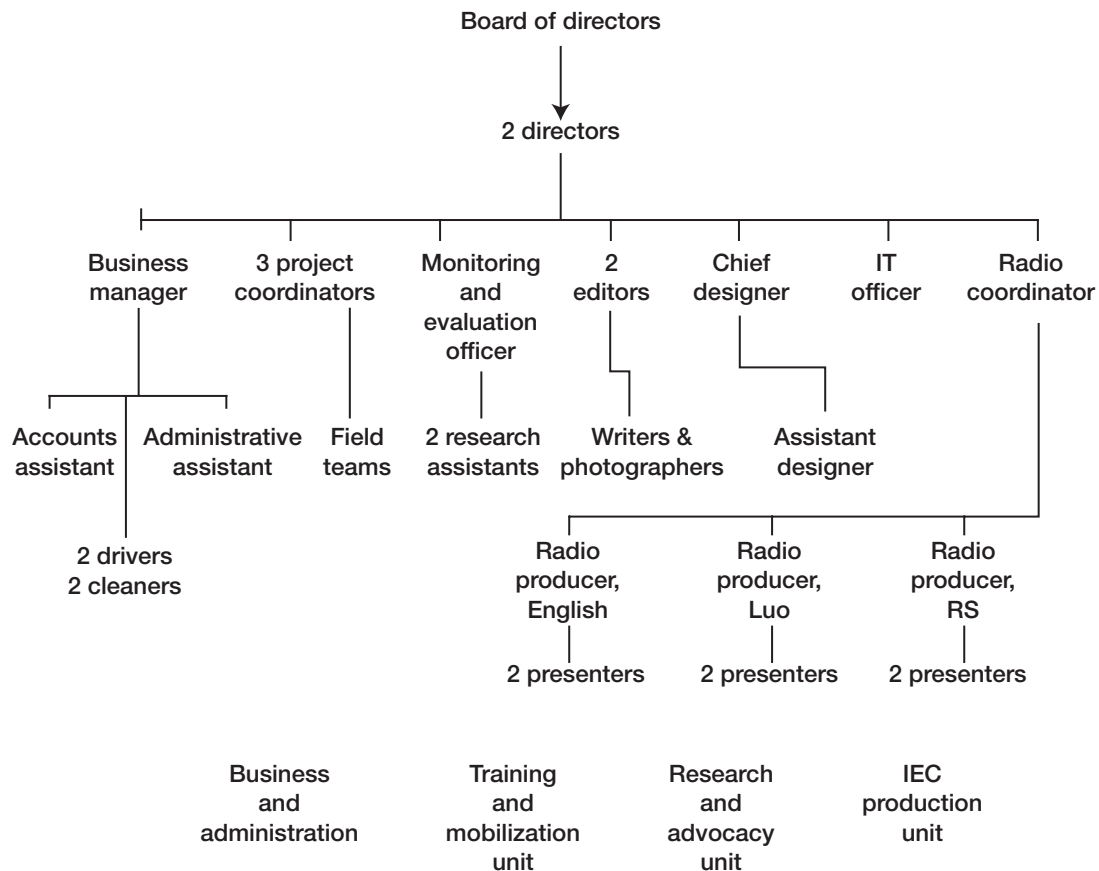 Board of directors
2 directors
Business
manager
3 project
coordinators
Monitoring
and
evaluation
officer
2
editors
Chief
designer
IT
officer
Radio
coordinator
Accounts
assistant
Administrative
assistant
Field
teams
2 research
assistants
Writers &
photographers
Assistant
designer
2 drivers
2 cleaners
Radio
producer,
English
Radio
producer,
Luo
Radio
producer,
RS
2 presenters
2 presenters
2 presenters
Business
and
administration
Training
and
mobilization
unit
Research
and
advocacy
unit
IEC
production
unit